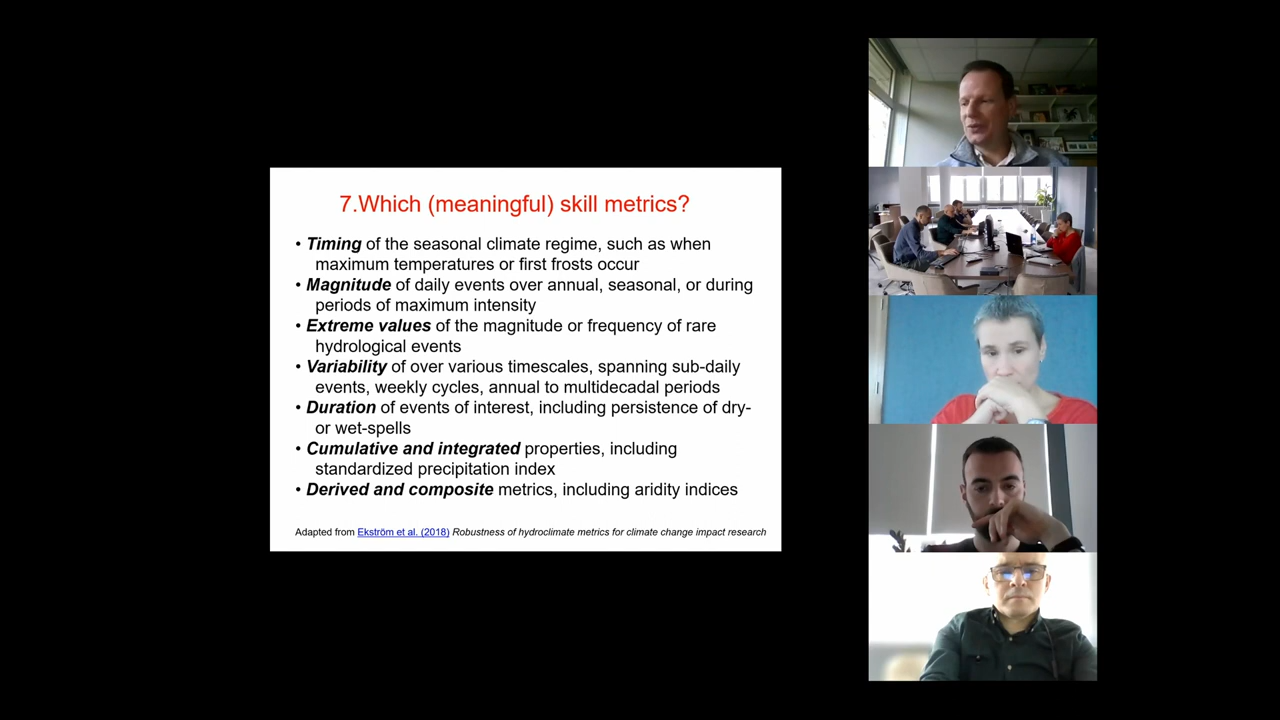 7.Which (meaningful) skill metrics?
• Timing of the seasonal climate regime, such as when
maximum temperatures or first frosts occur
• Magnitude of daily events over annual, seasonal, or during
periods of maximum intensity
• Extreme values of the magnitude or frequency of rare
hydrological events
• Variability of over various timescales, spanning sub-daily
events, weekly cycles, annual to multidecadal periods
• Duration of events of interest, including persistence of dry-
or wet-spells
• Cumulative and integrated properties, including
standardized precipitation index
• Derived and composite metrics, including aridity indices
Adapted from Ekström et al. (2018) Robustness of hydroclimate metrics for climate change impact research